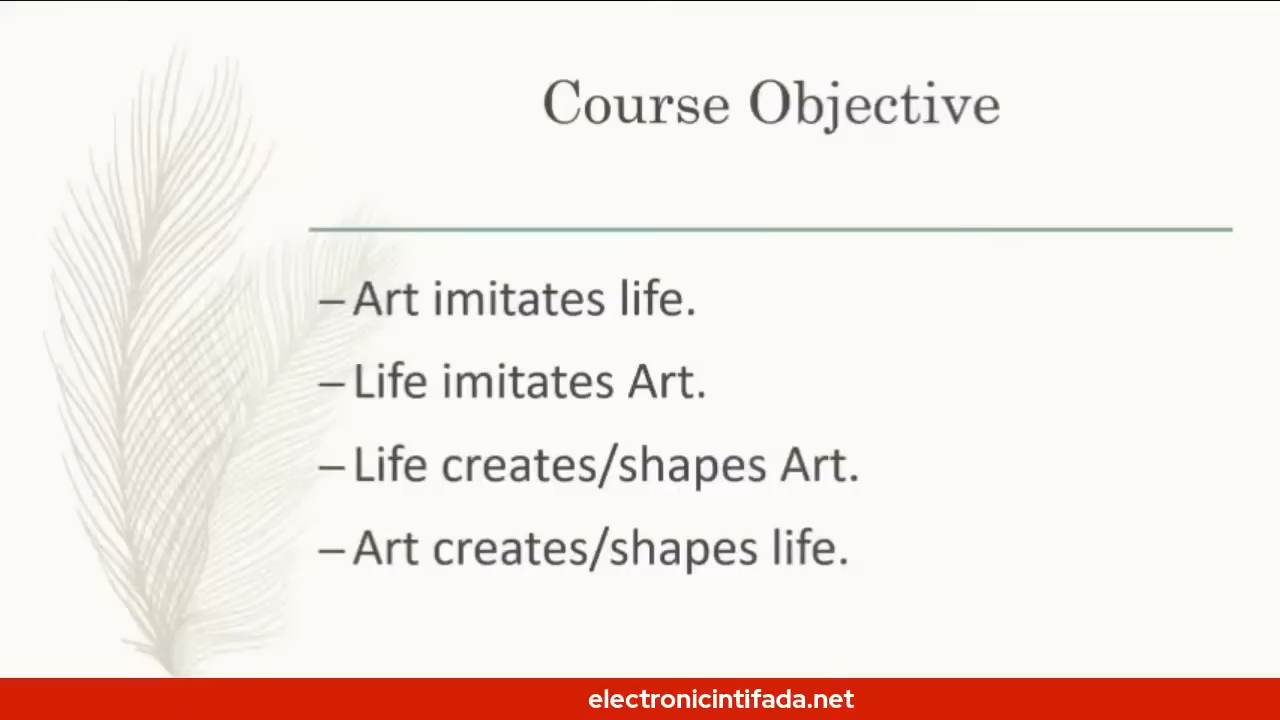 Course Objective
– Art imitates life.
– Life imitates Art.
– Life creates/shapes Art.
– Art creates/shapes life.
electronicintifada.net